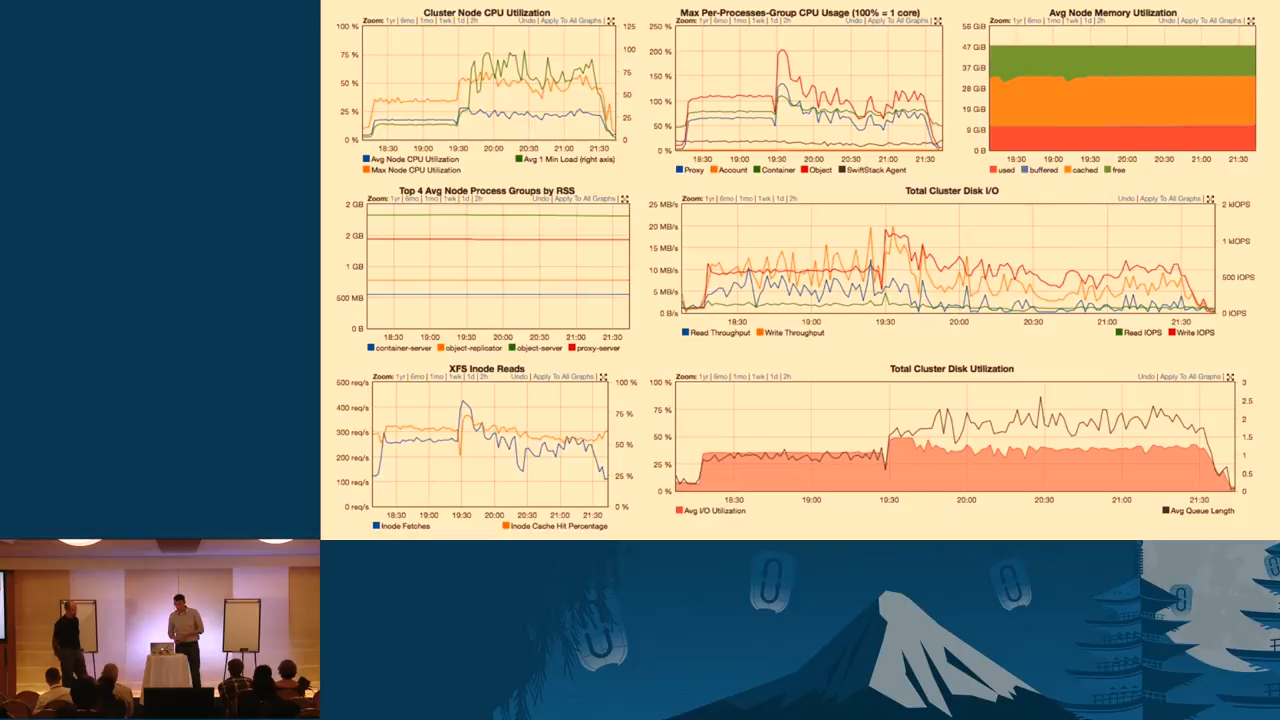 Cluster Node CPU Utilization
Zoom: 1yr | 6mo | 1mo | 1wk | 1d | 2h Undo | Apply To All Graphs |
100 % 125
75 % 100
75
50 %
50
25 % 25
0 % 0
18:30 19:00 19:30 20:00 20:30 21:00 21:30
Avg Node CPU Utilization Avg 1 Min Load (right axis)
Max Node CPU Utilization
Max Per-Processes-Group CPU Usage (100% = 1 core)
Zoom: 1yr | 6mo | 1mo | 1wk | 1d | 2h Undo | Apply To All Graphs |
250 %
200 %
150 %
100 %
50 %
0 %
18:30 19:00 19:30 20:00 20:30 21:00 21:30
Proxy Account Container Object SwiftStack Agent
Avg Node Memory Utilization
Zoom: 1yr | 6mo | 1mo | 1wk | 1d | 2h Undo | Apply To All Graphs |
56 GiB
47 GiB
37 GiB
28 GiB
19 GiB
9 GiB
0 B
18:30 19:00 19:30 20:00 20:30 21:00 21:30
used buffered cached free
Top 4 Avg Node Process Groups by RSS
Zoom: 1yr | 6mo | 1mo | 1wk | 1d | 2h Undo | Apply To All Graphs |
2 GB
2 GB
1 GB
500 MB
0 B
18:30 19:00 19:30 20:00 20:30 21:00 21:30
container-server object-replicator object-server proxy-server
Total Cluster Disk I/O
Zoom: 1yr | 6mo | 1mo | 1wk | 1d | 2h Undo | Apply To All Graphs |
25 MB/s 2 kIOPS
20 MB/s
15 MB/s 1 kIOPS
10 MB/s 500 IOPS
5 MB/s
0 B/s 0 IOPS
18:30 19:00 19:30 20:00 20:30 21:00 21:30
Read Throughput Write Throughput Read IOPS Write IOPS
XFS Inode Reads
Zoom: 1yr | 6mo | 1mo | 1wk | 1d | 2h Undo | Apply To All Graphs |
600 req/s 100 %
400 req/s 75 %
300 req/s 50 %
200 req/s
100 req/s 25 %
0 req/s 0 %
18:30 19:00 19:30 20:00 20:30 21:00 21:30
Inode Fetches Inode Cache Hit Percentage
Total Cluster Disk Utilization
Zoom: 1yr | 6mo | 1mo | 1wk | 1d | 2h Undo | Apply To All Graphs |
100 % 3
2.5
75 % 2
50 % 1.5
1
25 % 0.5
0 % 0
18:30 19:00 19:30 20:00 20:30 21:00 21:30
Avg I/O Utilization Avg Queue Length